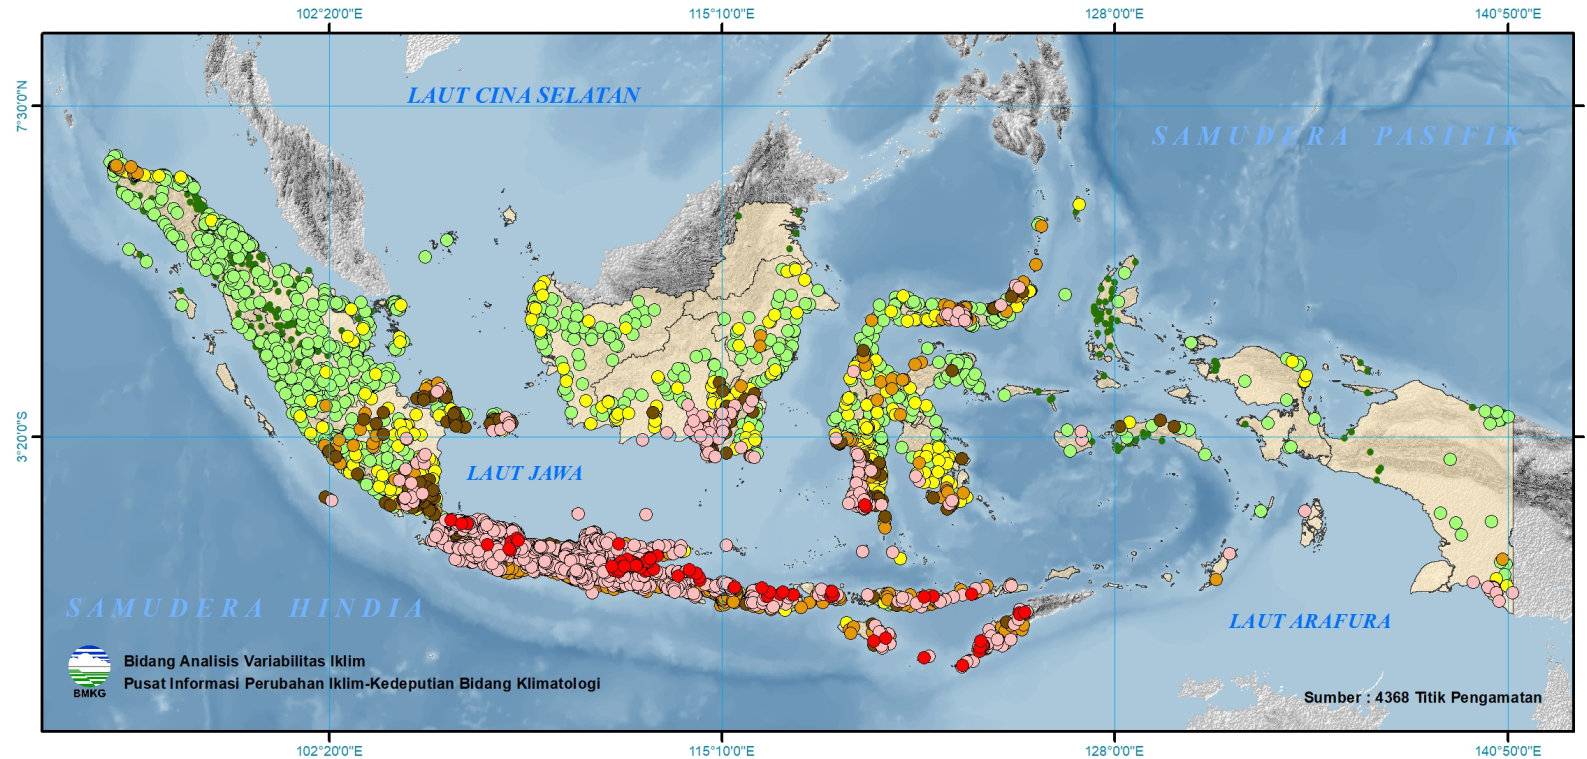 102°20'0"E 115°10'0"E 128°0'0"E 140°50'0"E
7°30'0"N
LAUT CINA SELATAN
SAMUDERA PASIFIK
3°20'0"S
LAUT JAWA
SAMUDERA HINDIA
LAUT ARAFURA
Bidang Analisis Variabilitas Iklim
Pusat Informasi Perubahan Iklim-Kedeputian Bidang Klimatologi
BMKG
Sumber : 4368 Titik Pengamatan
102°20'0"E 115°10'0"E 128°0'0"E 140°50'0"E